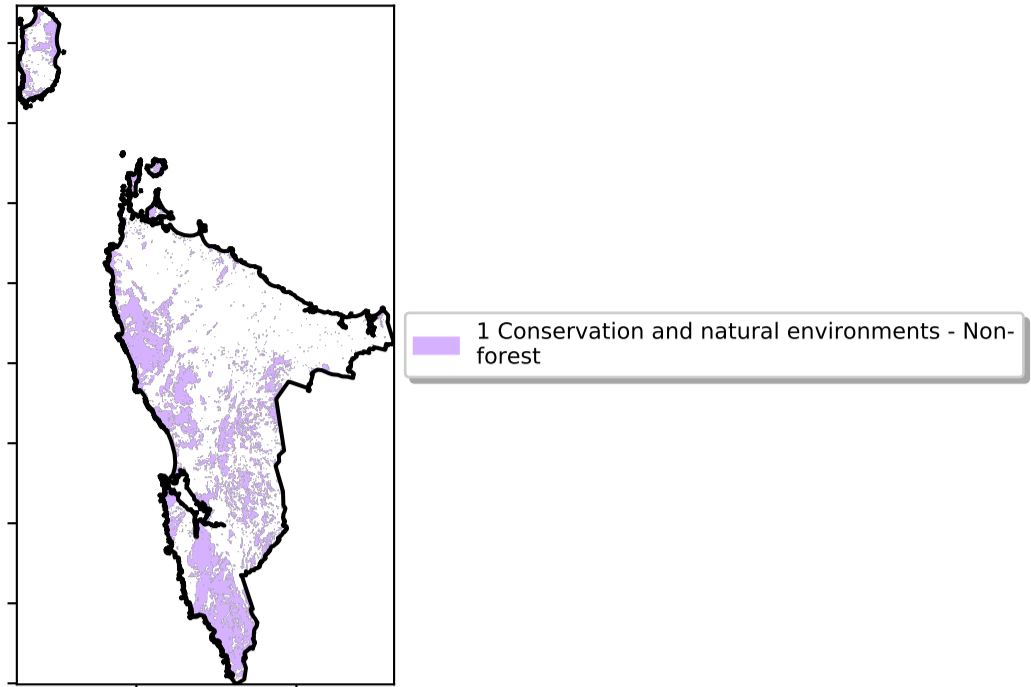 1 Conservation and natural environments - Non-
forest